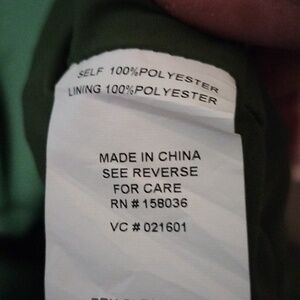 SELF 100%POLYESTER
LINING 100%POLYESTER
MADE IN CHINA
SEE REVERSE
FOR CARE
RN # 158036
VC # 021601